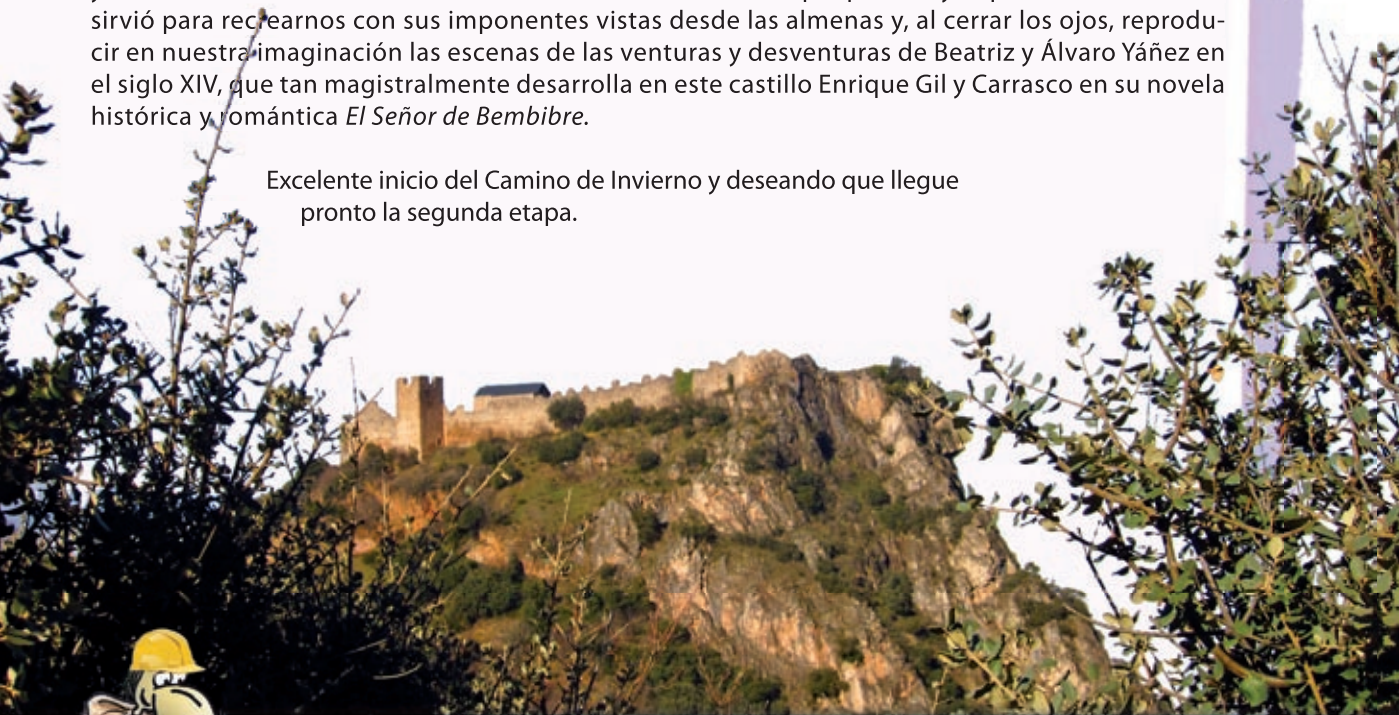 sirvió para recrearnos con sus imponentes vistas desde las almenas y, al cerrar los ojos, reprodu-
cir en nuestra imaginación las escenas de las venturas y desventuras de Beatriz y Álvaro Yáñez en
el siglo XIV, que tan magistralmente desarrolla en este castillo Enrique Gil y Carrasco en su novela
histórica y romántica El Señor de Bembibre.
Excelente inicio del Camino de Invierno y deseando que llegue
pronto la segunda etapa.